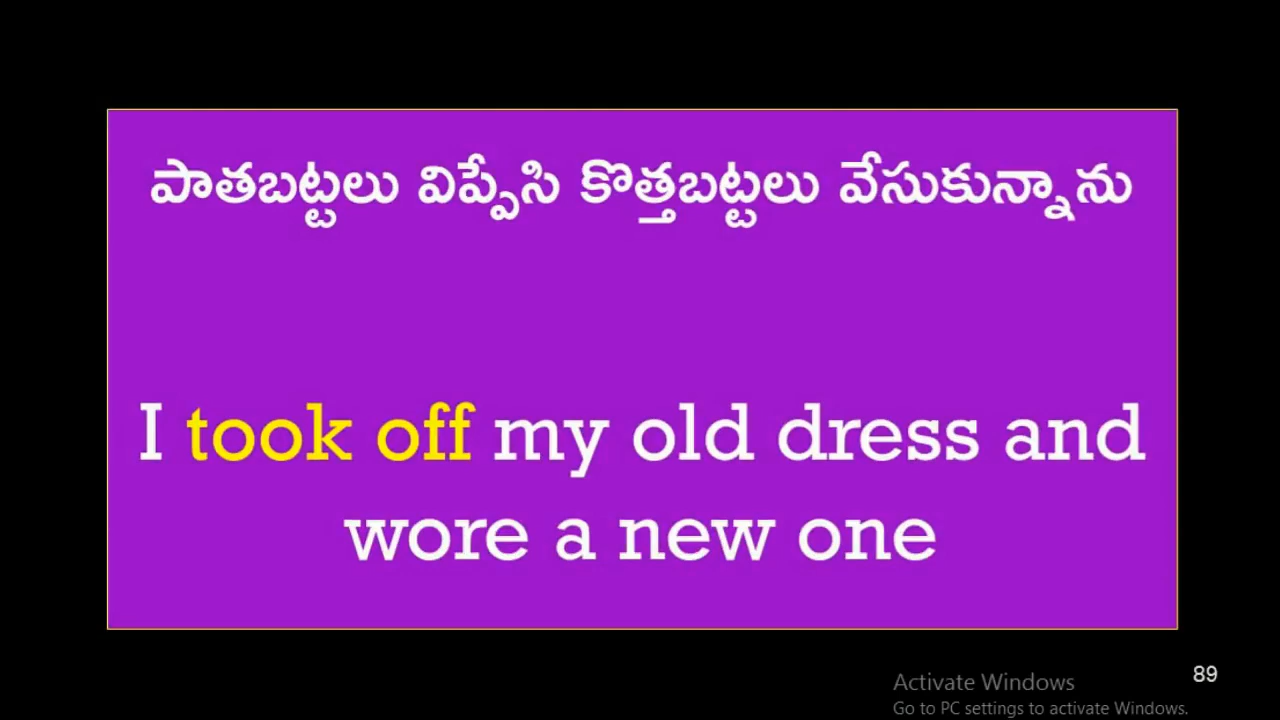 పాతబట్టలు విప్పేసి కొత్తబట్టలు వేసుకున్నాను
I took off my old dress and
wore a new one
89
Activate Windows
Go to PC settings to activate Windows.